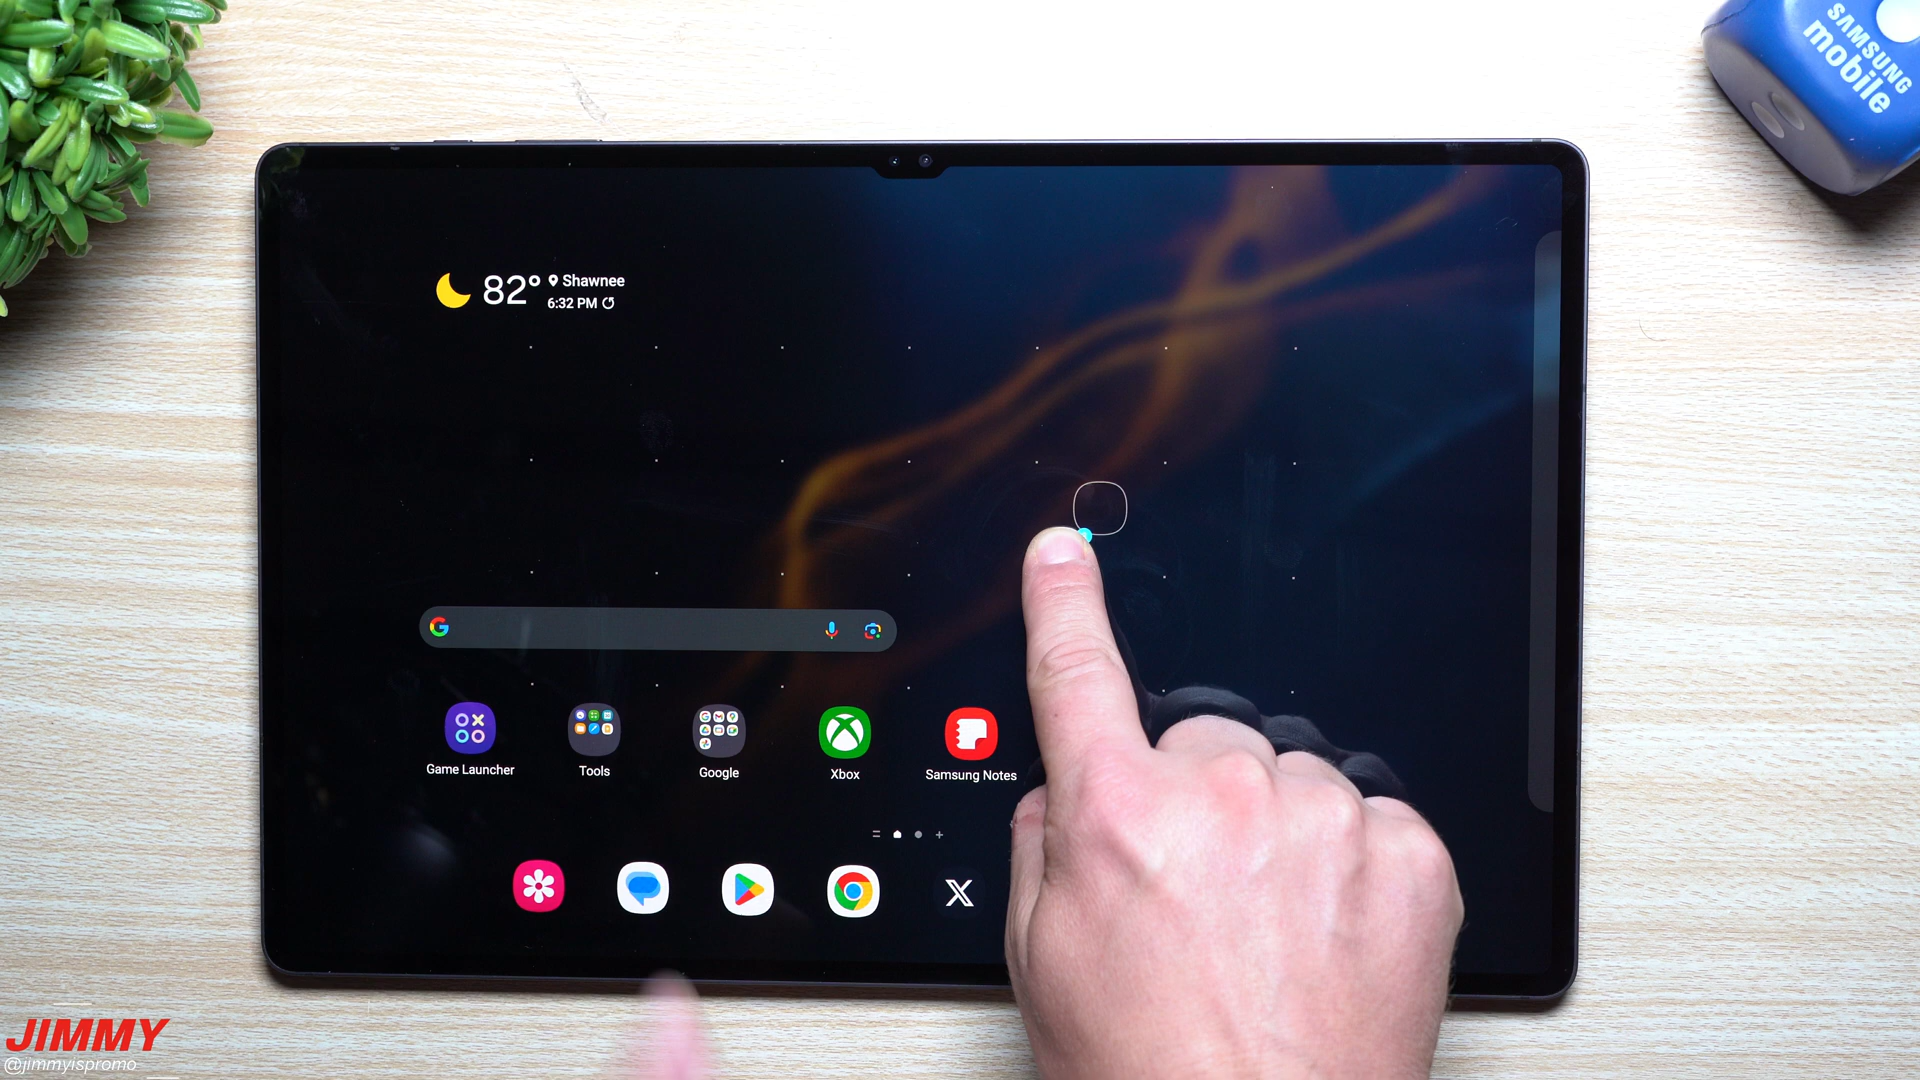 SAMSUNG
mobile
82°
Shawnee
6:32 PM
Game Launcher
Tools
Google
Xbox
Samsung Notes
JIMMY
@jimmyispromo